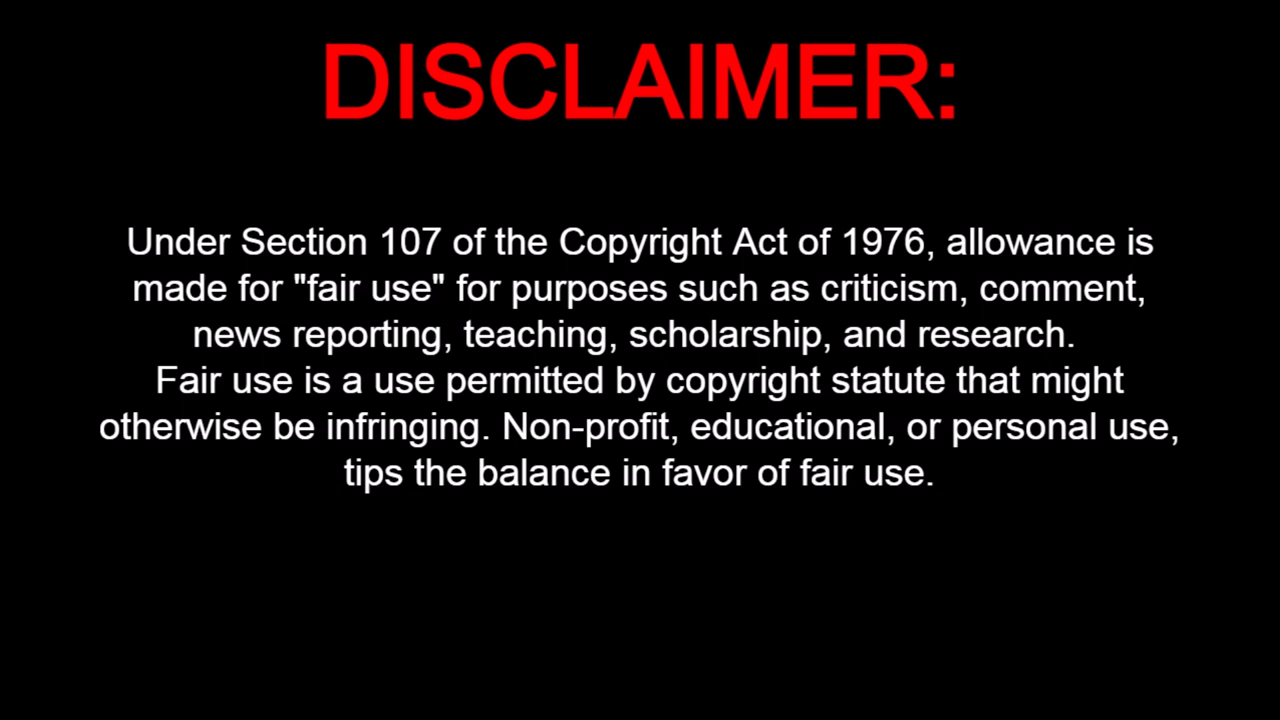 DISCLAIMER:
Under Section 107 of the Copyright Act of 1976, allowance is
made for "fair use" for purposes such as criticism, comment,
news reporting, teaching, scholarship, and research.
Fair use is a use permitted by copyright statute that might
otherwise be infringing. Non-profit, educational, or personal use,
tips the balance in favor of fair use.